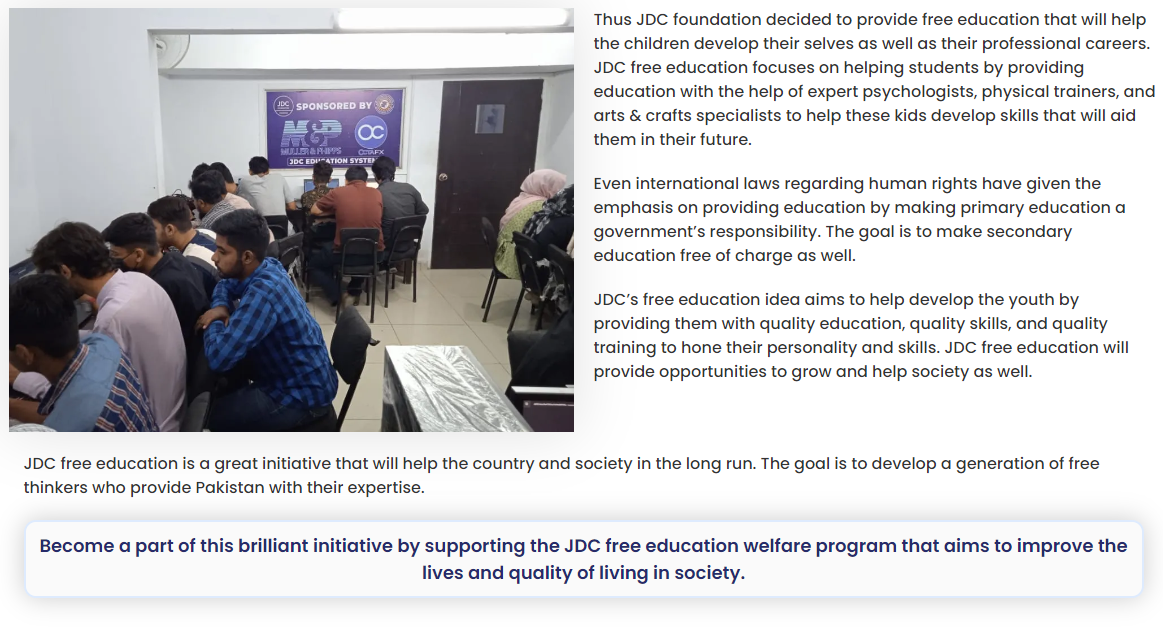 JDC
SPONSORED BY
M&P
OC
MULLER & PHIPPS
OCTAFX
JDC EDUCATION SYSTEM
Thus JDC foundation decided to provide free education that will help
the children develop their selves as well as their professional careers.
JDC free education focuses on helping students by providing
education with the help of expert psychologists, physical trainers, and
arts & crafts specialists to help these kids develop skills that will aid
them in their future.
Even international laws regarding human rights have given the
emphasis on providing education by making primary education a
government’s responsibility. The goal is to make secondary
education free of charge as well.
JDC’s free education idea aims to help develop the youth by
providing them with quality education, quality skills, and quality
training to hone their personality and skills. JDC free education will
provide opportunities to grow and help society as well.
JDC free education is a great initiative that will help the country and society in the long run. The goal is to develop a generation of free
thinkers who provide Pakistan with their expertise.
Become a part of this brilliant initiative by supporting the JDC free education welfare program that aims to improve the
lives and quality of living in society.